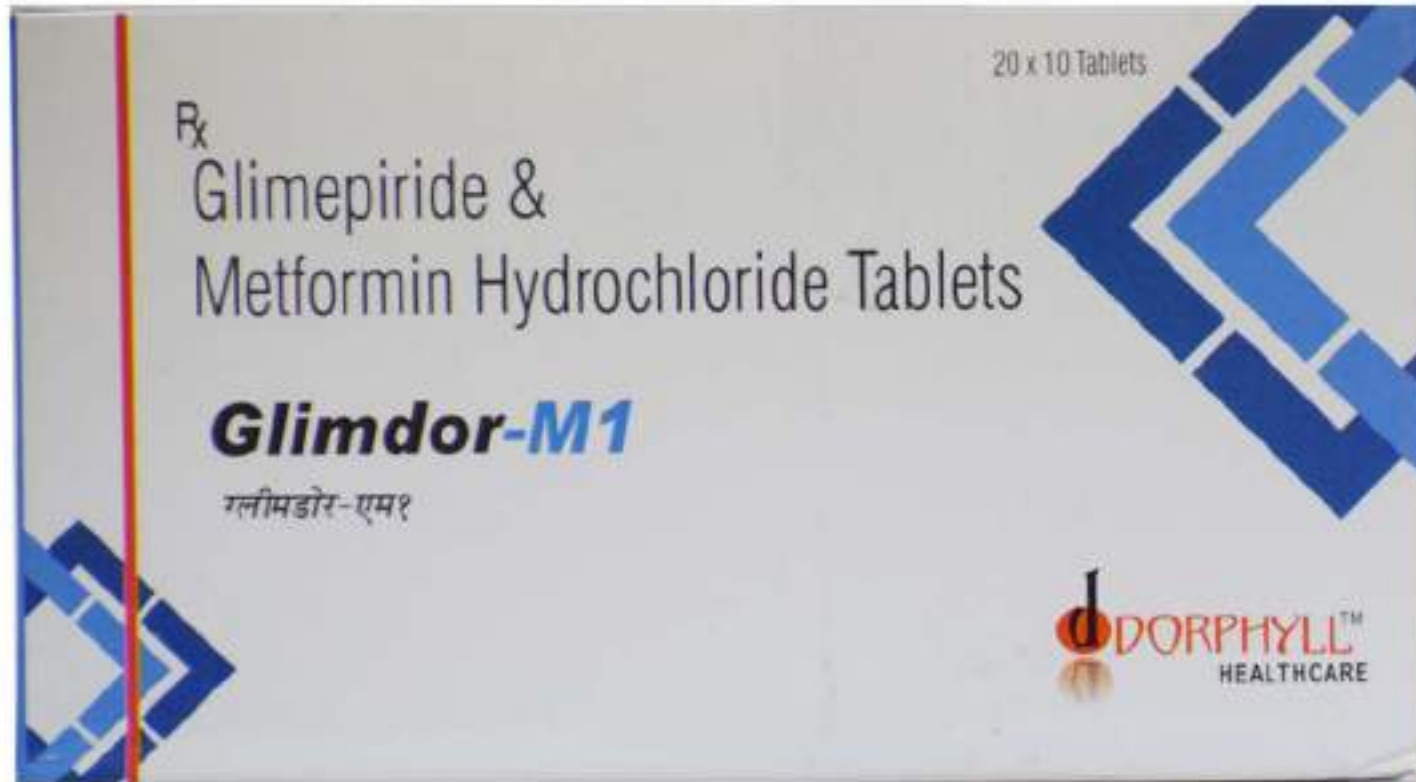 20 x 10 Tablets
Rx
Glimepiride &
Metformin Hydrochloride Tablets
Glimdor-M1
ग्लीमडोर-एम१
d DORPHYLL™
HEALTHCARE